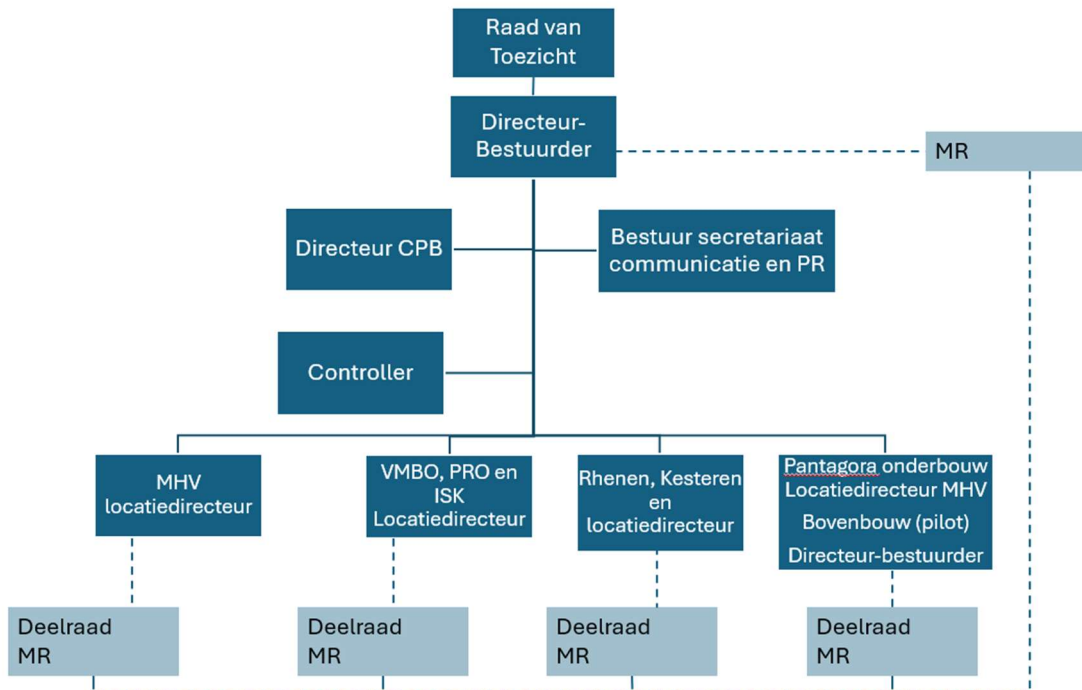 Raad van
Toezicht
Directeur-
Bestuurder
MR
Directeur CPB
Bestuur secretariaat
communicatie en PR
Controller
MHV
locatiedirecteur
VMBO, PRO en
ISK
Locatiedirecteur
Rhenen, Kesteren
en
locatiedirecteur
Pantagora onderbouw
Locatiedirecteur MHV
Bovenbouw (pilot)
Directeur-bestuurder
Deelraad
MR
Deelraad
MR
Deelraad
MR
Deelraad
MR